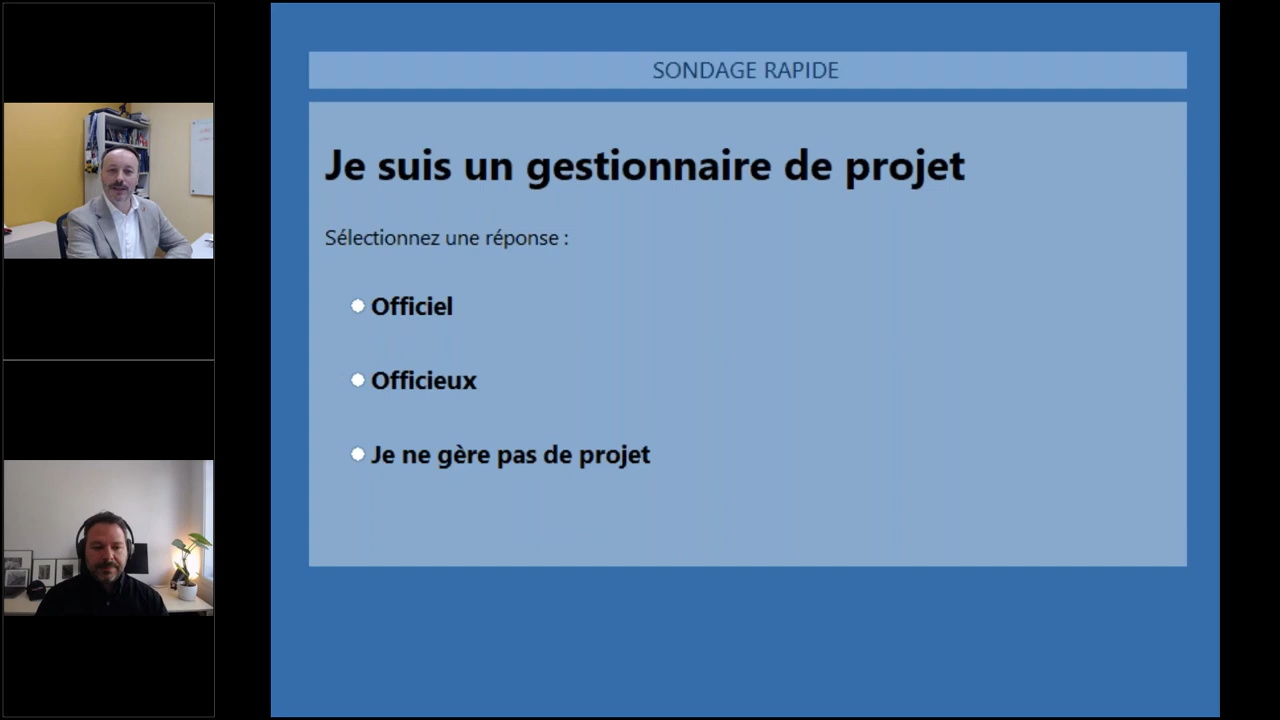 SONDAGE RAPIDE
Je suis un gestionnaire de projet
Sélectionnez une réponse :
Officiel
Officieux
Je ne gère pas de projet